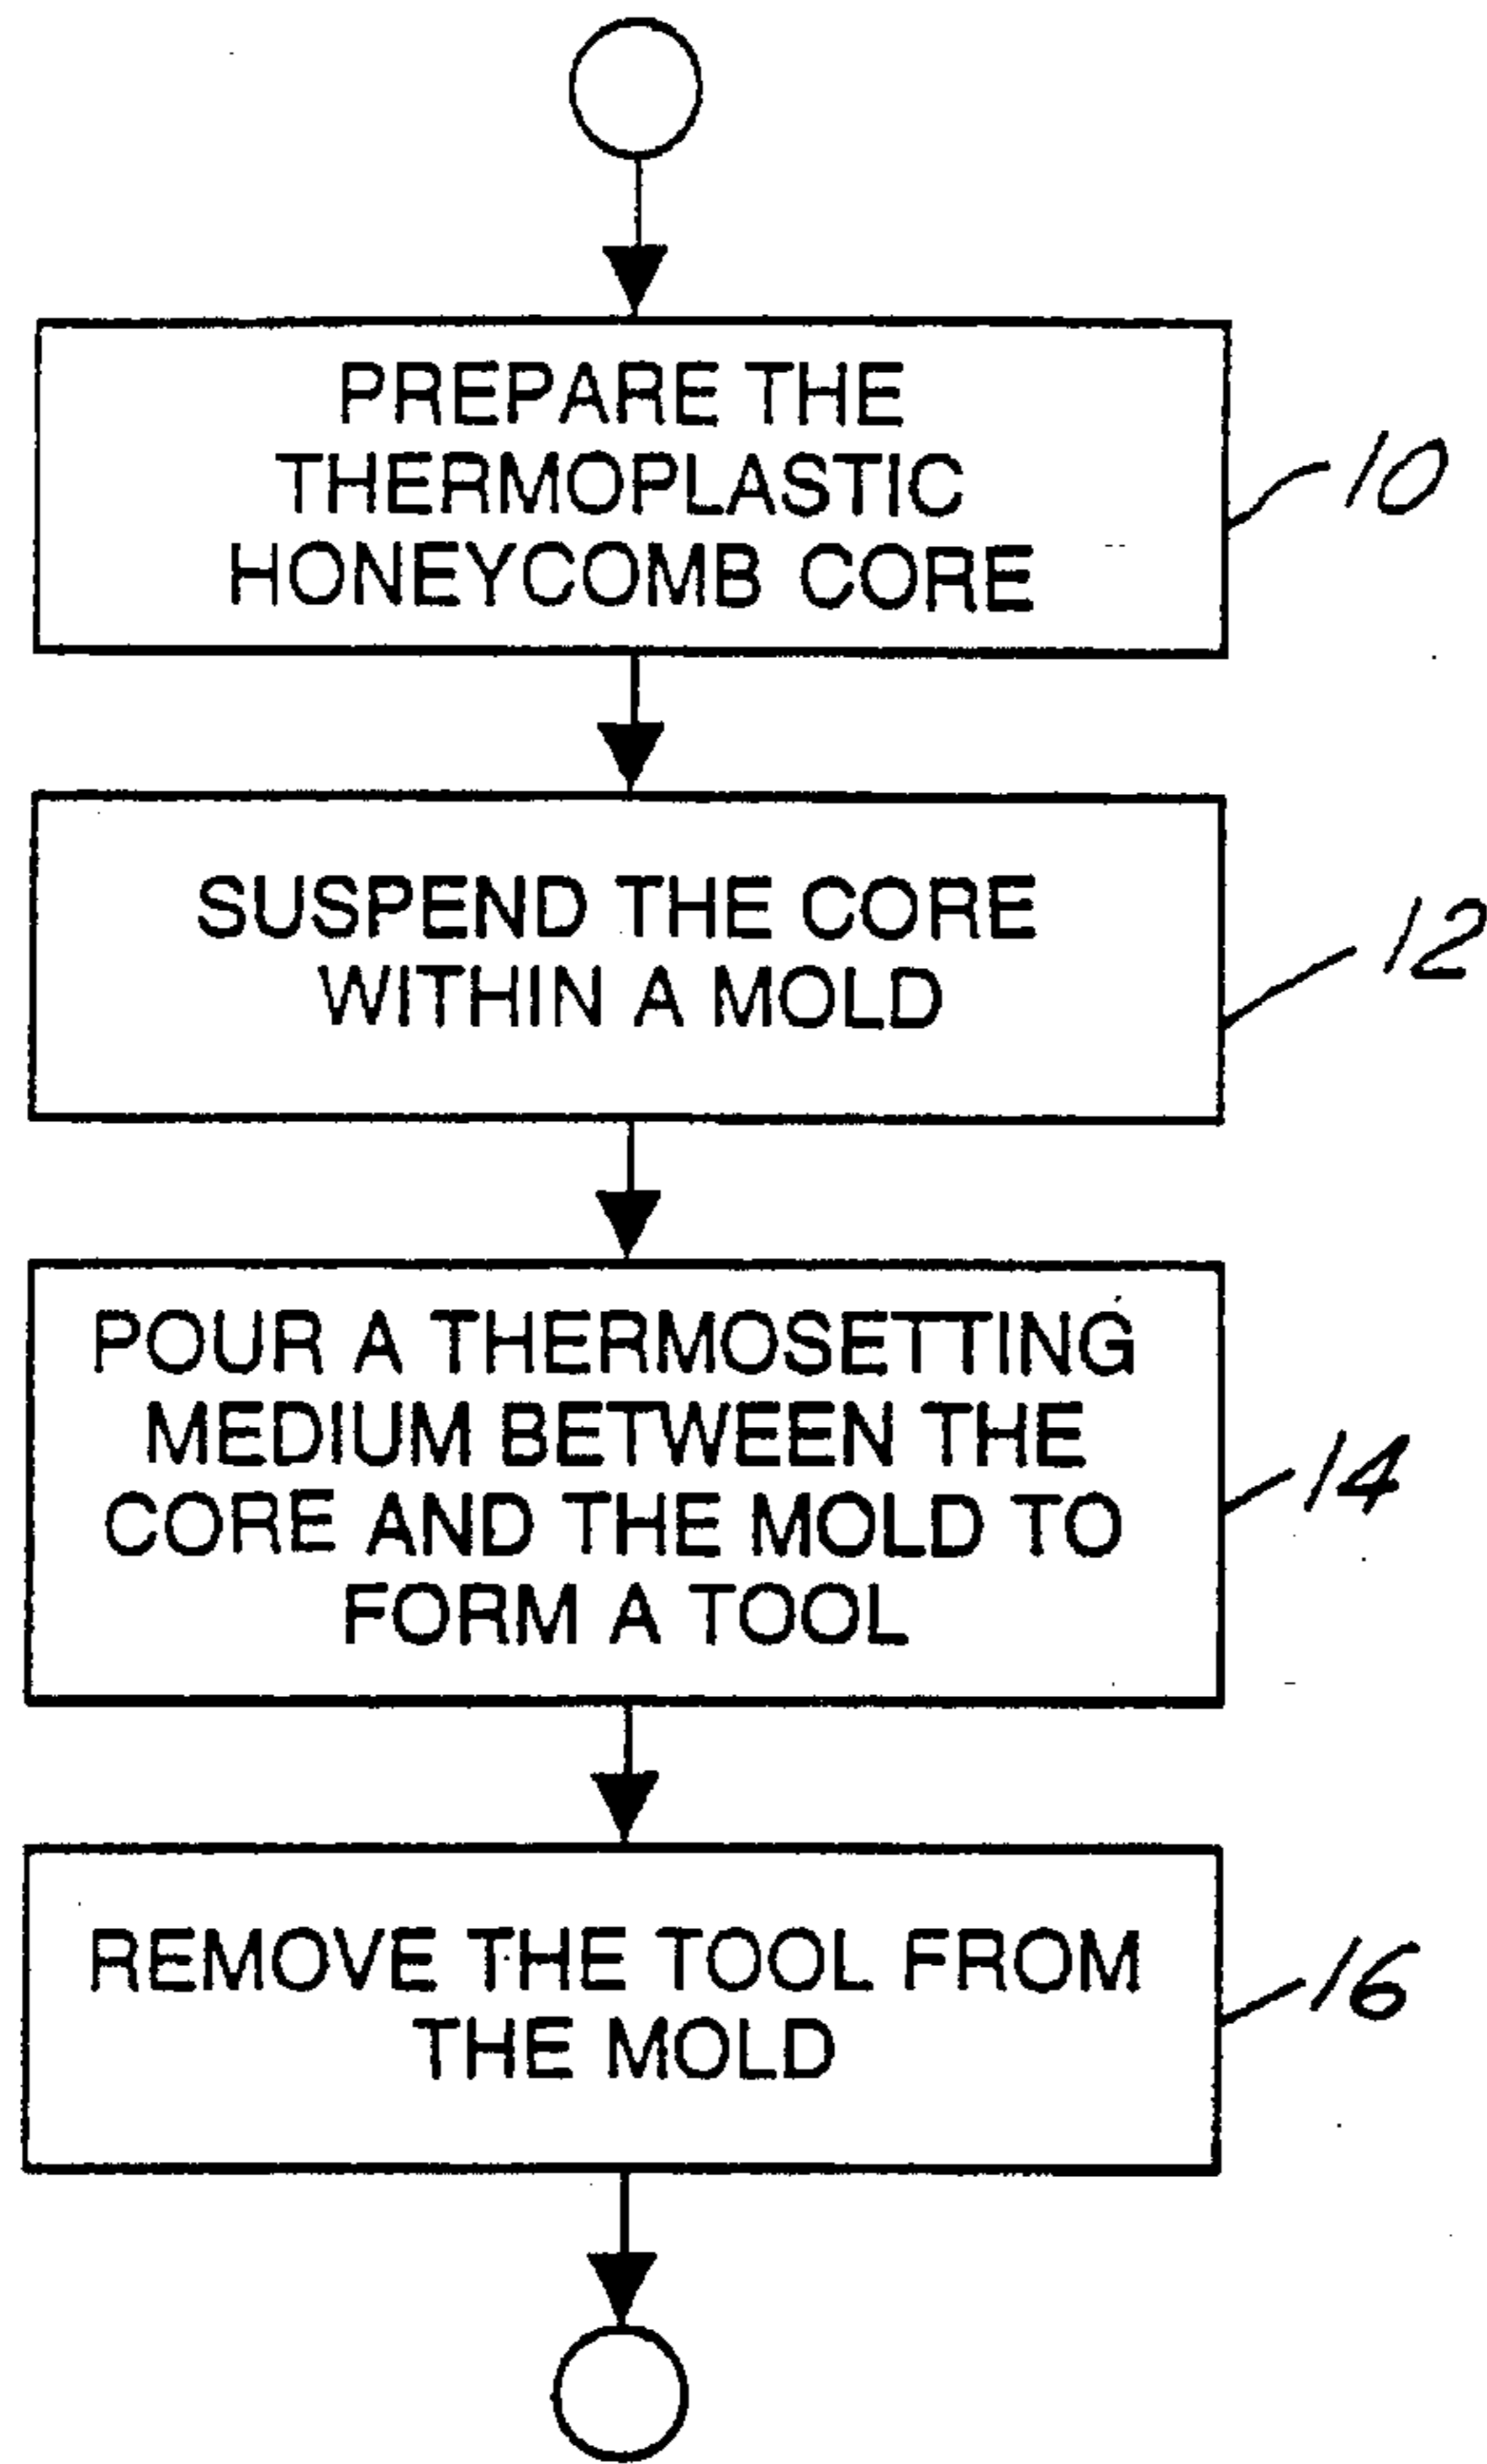 PREPARE THE
THERMOPLASTIC
HONEYCOMB CORE
10
SUSPEND THE CORE
WITHIN A MOLD
12
POUR A THERMOSETTING
MEDIUM BETWEEN THE
CORE AND THE MOLD TO
FORM A TOOL
14
REMOVE THE TOOL FROM
THE MOLD
16